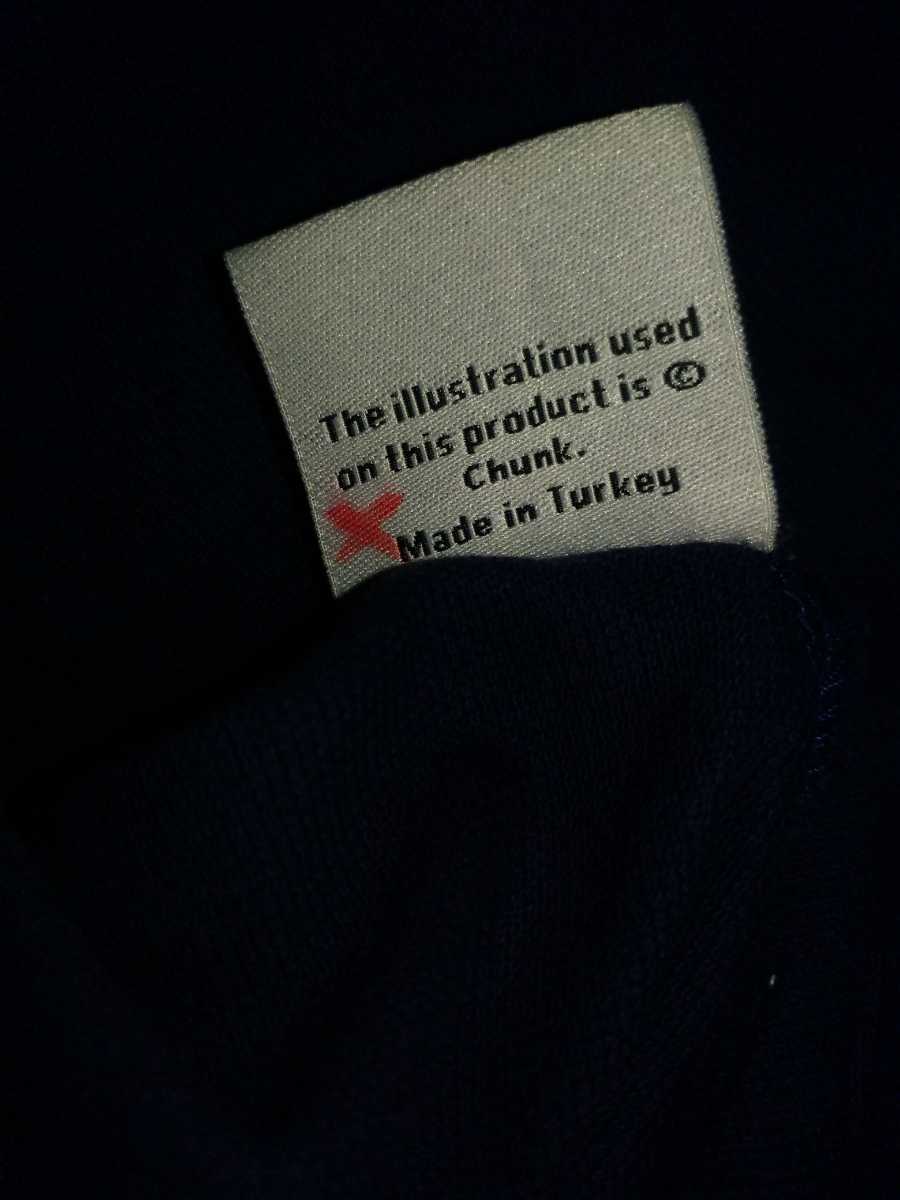 The illustration used
on this product is ©
Chunk.
Made in Turkey